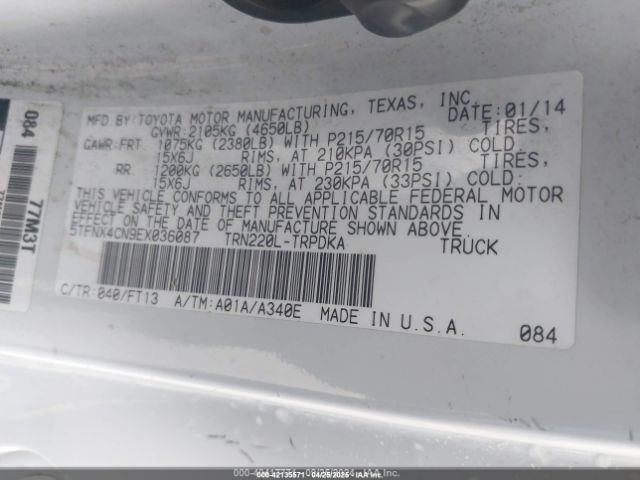 MFD BY:TOYOTA MOTOR MANUFACTURING, TEXAS, INC. DATE:01/14
GVWR:2105KG (4650LB)
GAWR:FRT. 1075KG (2380LB) WITH P215/70R15 TIRES,
15X6J RIMS, AT 210KPA (30PSI) COLD.
RR. 1200KG (2650LB) WITH P215/70R15 TIRES,
15X6J RIMS, AT 230KPA (33PSI) COLD.
THIS VEHICLE CONFORMS TO ALL APPLICABLE FEDERAL MOTOR
VEHICLE SAFETY AND THEFT PREVENTION STANDARDS IN
EFFECT ON THE DATE OF MANUFACTURE SHOWN ABOVE.
5TFNX4CN9EX036087 TRN220L-TRPDKA TRUCK
C/TR:040/FT13 A/TM:A01A/A340E MADE IN U.S.A. 084
084
77M3T
000-42135571 04/25/2025 IAA Inc.